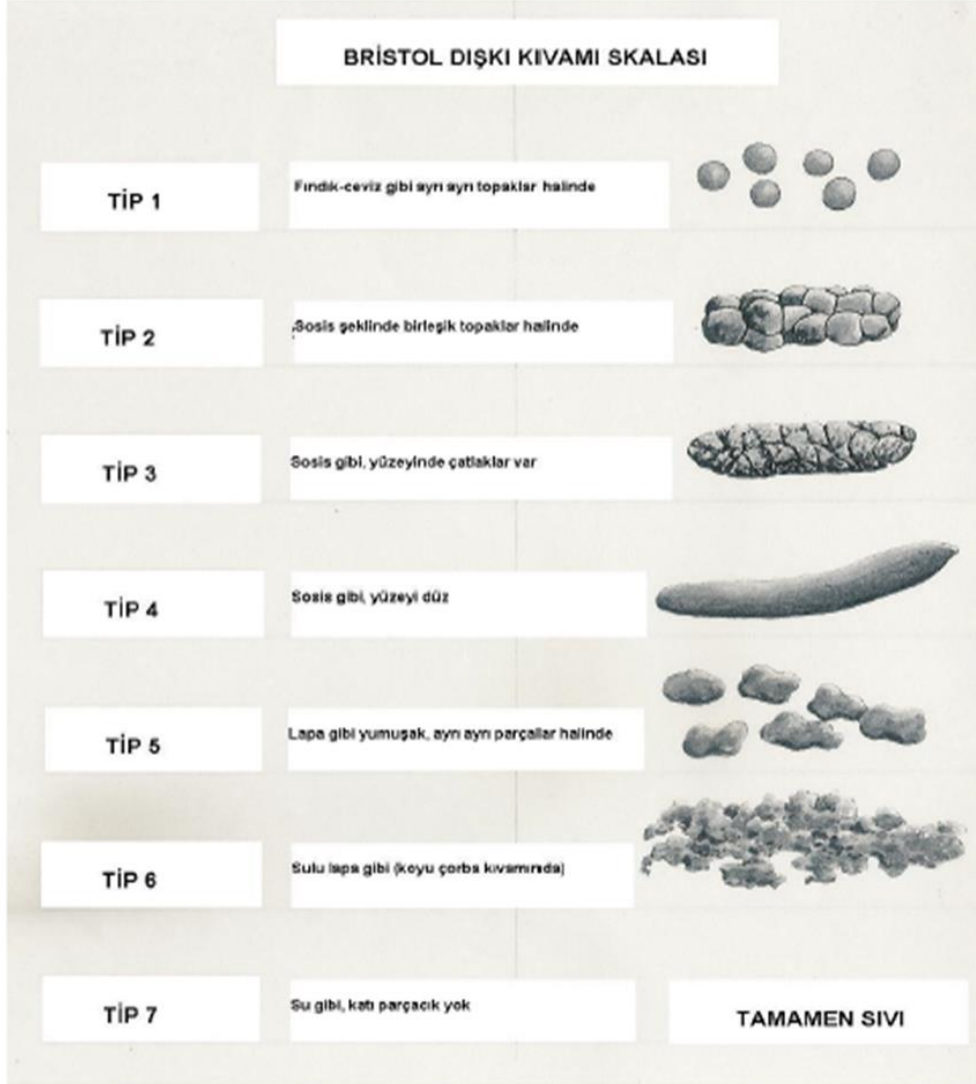 BRİSTOL DIŞKI KIVAMI SKALASI
TİP 1
Fındık-ceviz gibi ayrı ayrı topaklar halinde
TİP 2
Sosis şeklinde birleşik topaklar halinde
TİP 3
Sosis gibi, yüzeyinde çatlaklar var
TİP 4
Sosis gibi, yüzeyi düz
TİP 5
Lapa gibi yumuşak, ayrı ayrı parçallar halinde
TİP 6
Sulu lapa gibi (koyu çorba kıvamında)
TİP 7
Su gibi, katı parçacık yok
TAMAMEN SIVI